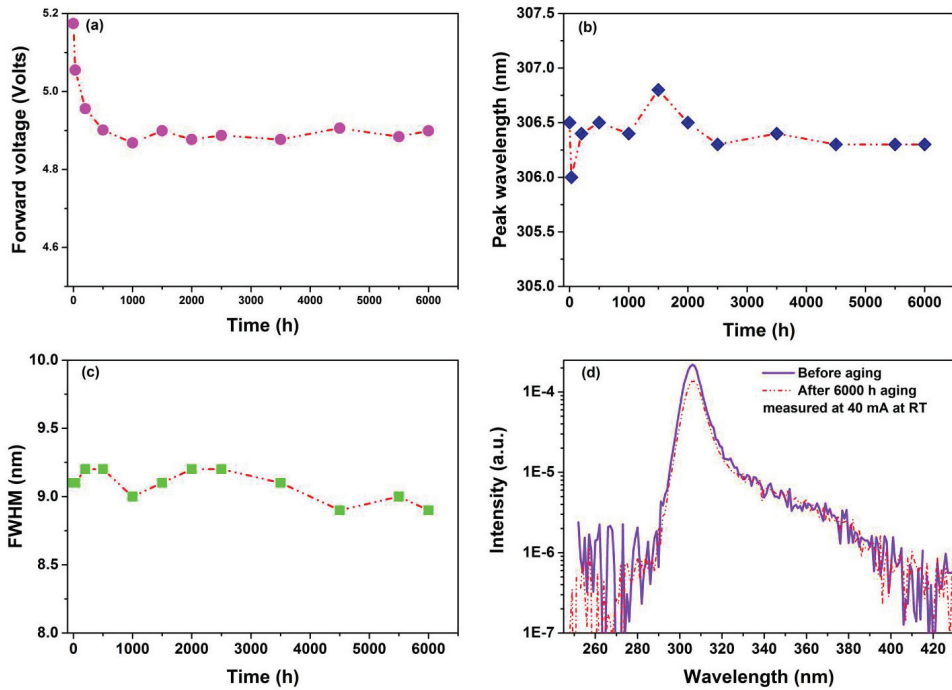 (a)
Forward voltage (Volts)
5.2
5.0
4.8
4.6
0 1000 2000 3000 4000 5000 6000
Time (h)
(b)
Peak wavelength (nm)
307.5
307.0
306.5
306.0
305.5
305.0
0 1000 2000 3000 4000 5000 6000
Time (h)
(c)
FWHM (nm)
10.0
9.5
9.0
8.5
8.0
0 1000 2000 3000 4000 5000 6000
Time (h)
(d)
Before aging
After 6000 h aging
measured at 40 mA at RT
Intensity (a.u.)
1E-4
1E-5
1E-6
1E-7
260 280 300 320 340 360 380 400 420
Wavelength (nm)